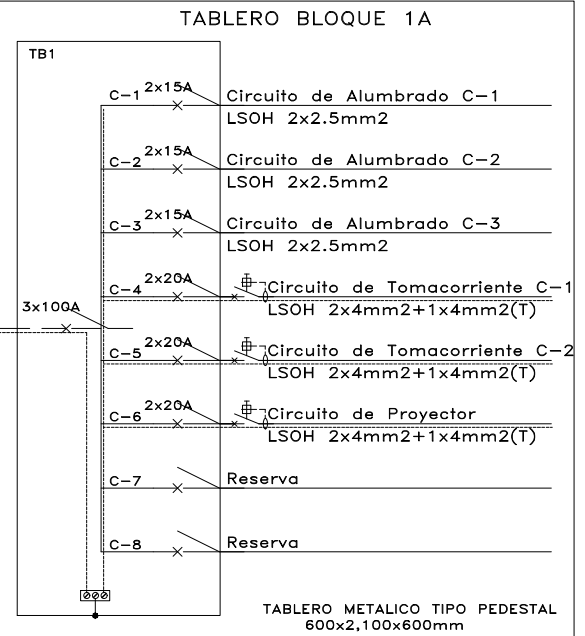 TABLERO BLOQUE 1A
TB1
C-1 2x15A Circuito de Alumbrado C-1
LSOH 2x2.5mm2
C-2 2x15A Circuito de Alumbrado C-2
LSOH 2x2.5mm2
C-3 2x15A Circuito de Alumbrado C-3
LSOH 2x2.5mm2
C-4 2x20A Circuito de Tomacorriente C-1
LSOH 2x4mm2+1x4mm2(T)
3x100A
C-5 2x20A Circuito de Tomacorriente C-2
LSOH 2x4mm2+1x4mm2(T)
C-6 2x20A Circuito de Proyector
LSOH 2x4mm2+1x4mm2(T)
C-7 Reserva
C-8 Reserva
TABLERO METALICO TIPO PEDESTAL
600x2,100x600mm